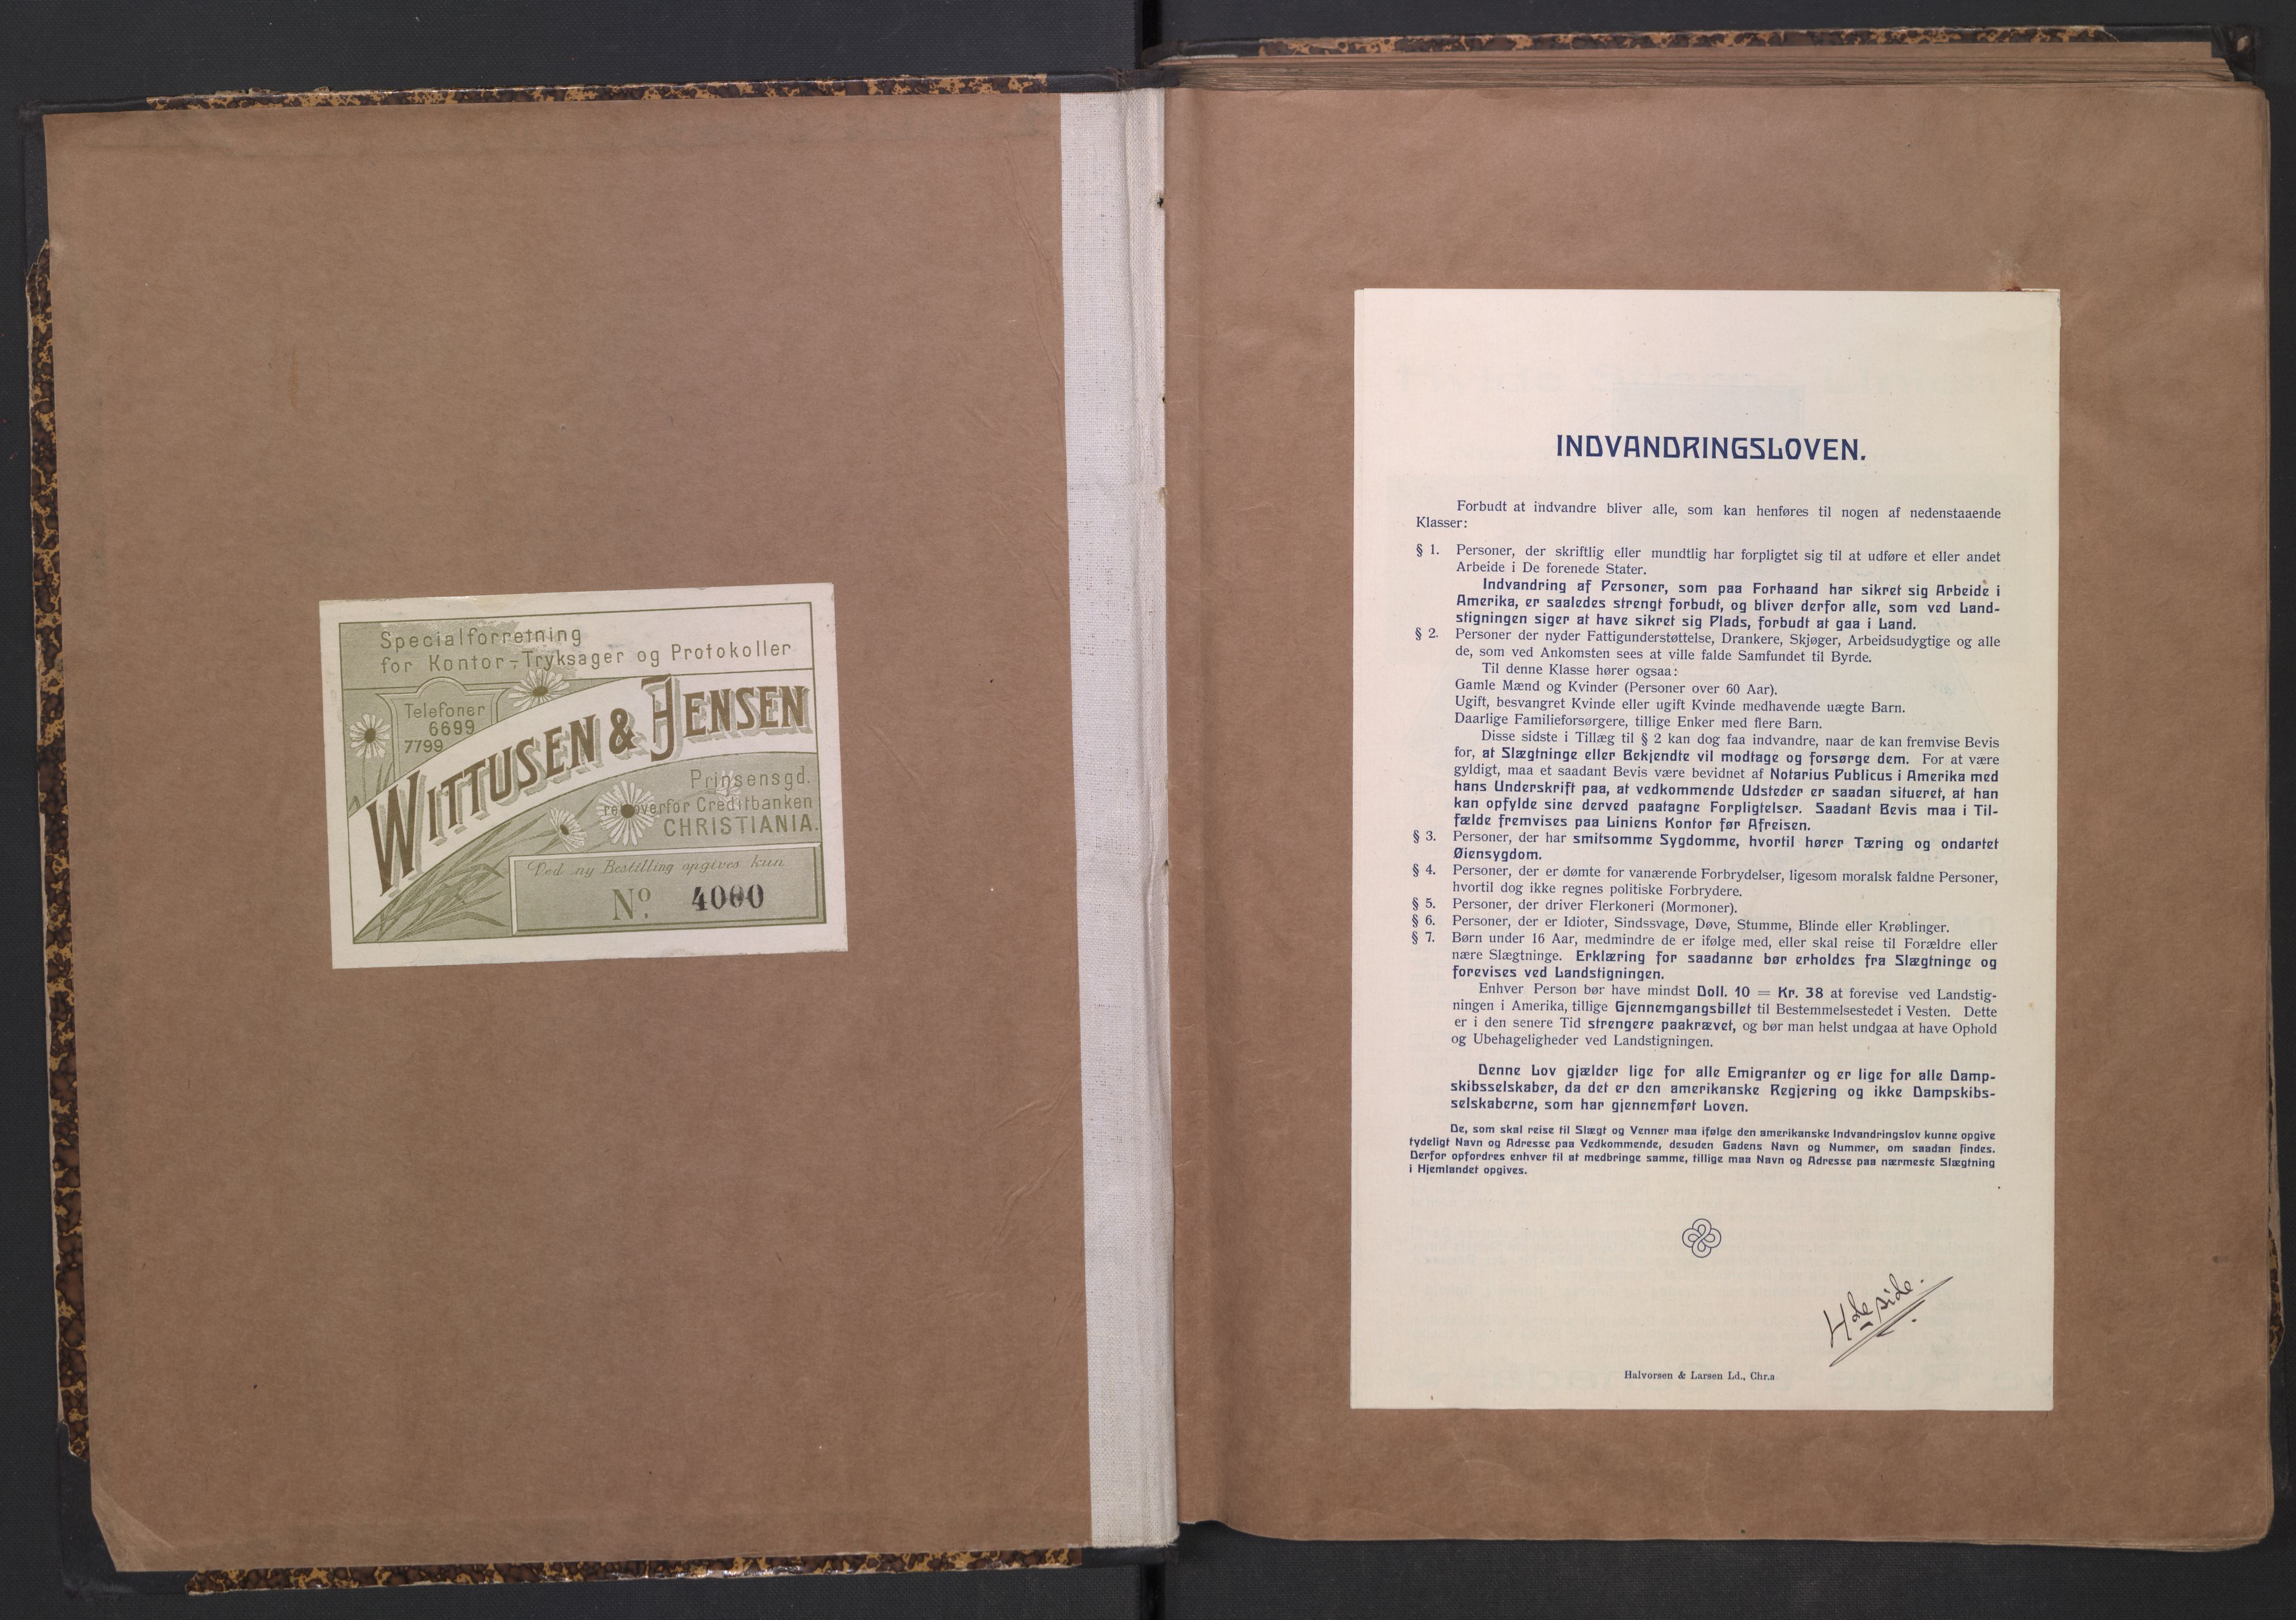 Specialforretning
for Kontor-Tryksager og Protokoller
Telefoner
6699
7799
WITTUSEN & JENSEN
Prinsensgd.
ret overfor Creditbanken
CHRISTIANIA.
Ved ny Bestilling opgives kun
No. 4000
INDVANDRINGSLOVEN.
Forbudt at indvandre bliver alle, som kan henføres til nogen af nedenstaaende
Klasser:
§ 1. Personer, der skriftlig eller mundtlig har forpligtet sig til at udføre et eller andet
Arbeide i De forenede Stater.
Indvandring af Personer, som paa Forhaand har sikret sig Arbeide i
Amerika, er saaledes strengt forbudt, og bliver derfor alle, som ved Land-
stigningen siger at have sikret sig Plads, forbudt at gaa i Land.
§ 2. Personer der nyder Fattigunderstøttelse, Drankere, Skjøger, Arbeidsudygtige og alle
de, som ved Ankomsten sees at ville falde Samfundet til Byrde.
Til denne Klasse hører ogsaa:
Gamle Mænd og Kvinder (Personer over 60 Aar).
Ugift, besvangret Kvinde eller ugift Kvinde medhavende uægte Barn.
Daarlige Familieforsørgere, tillige Enker med flere Barn.
Disse sidste i Tillæg til § 2 kan dog faa indvandre, naar de kan fremvise Bevis
for, at Slægtninge eller Bekjendte vil modtage og forsørge dem. For at være
gyldigt, maa et saadant Bevis være bevidnet af Notarius Publicus i Amerika med
hans Underskrift paa, at vedkommende Udsteder er saadan situeret, at han
kan opfylde sine derved paatagne Forpligtelser. Saadant Bevis maa i Til-
fælde fremvises paa Liniens Kontor før Afreisen.
§ 3. Personer, der har smitsomme Sygdomme, hvortil hører Tæring og ondartet
Øiensygdom.
§ 4. Personer, der er dømte for vanærende Forbrydelser, ligesom moralsk faldne Personer,
hvortil dog ikke regnes politiske Forbrydere.
§ 5. Personer, der driver Flerkoneri (Mormoner).
§ 6. Personer, der er Idioter, Sindssvage, Døve, Stumme, Blinde eller Krøblinger.
§ 7. Børn under 16 Aar, medmindre de er ifølge med, eller skal reise til Forældre eller
nære Slægtninge. Erklæring for saadanne bør erholdes fra Slægtninge og
forevises ved Landstigningen.
Enhver Person bør have mindst Doll. 10 = Kr. 38 at forevise ved Landstig-
ningen i Amerika, tillige Gjennemgangsbillet til Bestemmelsestedet i Vesten. Dette
er i den senere Tid strengere paakrævet, og bør man helst undgaa at have Ophold
og Ubehageligheder ved Landstigningen.
Denne Lov gjælder lige for alle Emigranter og er lige for alle Damp-
skibsselskaber, da det er den amerikanske Regjering og ikke Dampskibs-
selskaberne, som har gjennemført Loven.
De, som skal reise til Slægt og Venner maa ifølge den amerikanske Indvandringslov kunne opgive
tydeligt Navn og Adresse paa Vedkommende, desuden Gadens Navn og Nummer, om saadan findes.
Derfor opfordres enhver til at medbringe samme, tillige maa Navn og Adresse paa nærmeste Slægtning
i Hjemlandet opgives.
4de side.
Halvorsen & Larsen Ld., Chr.a